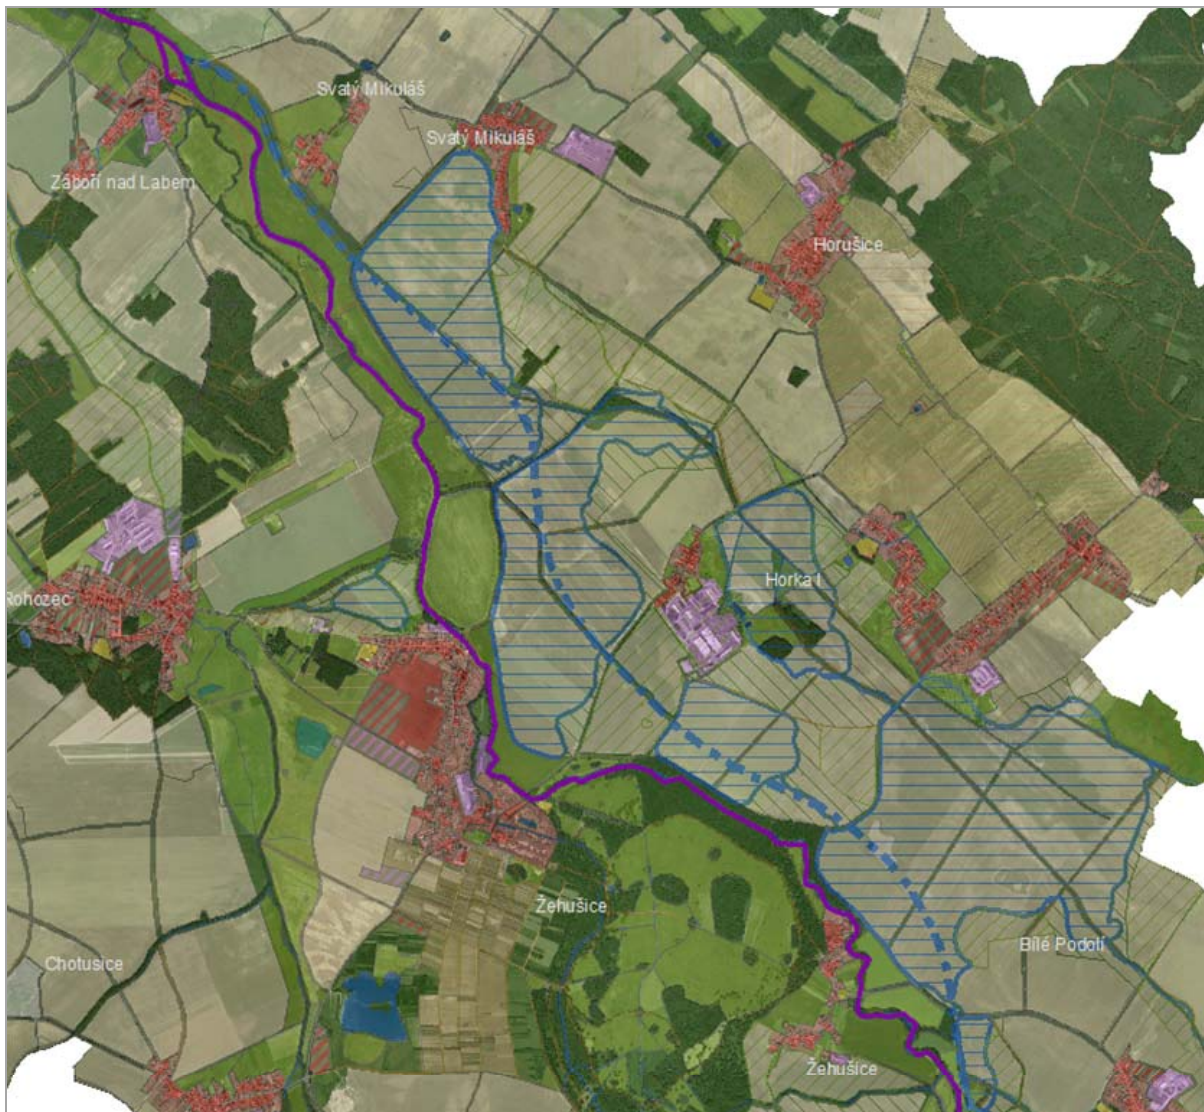 Svatý Mikuláš
Svatý Mikuláš
Záboří nad Labem
Horušice
Horka I
Rohozec
Žehušice
Bílé Podolí
Chotusice
Žehušice